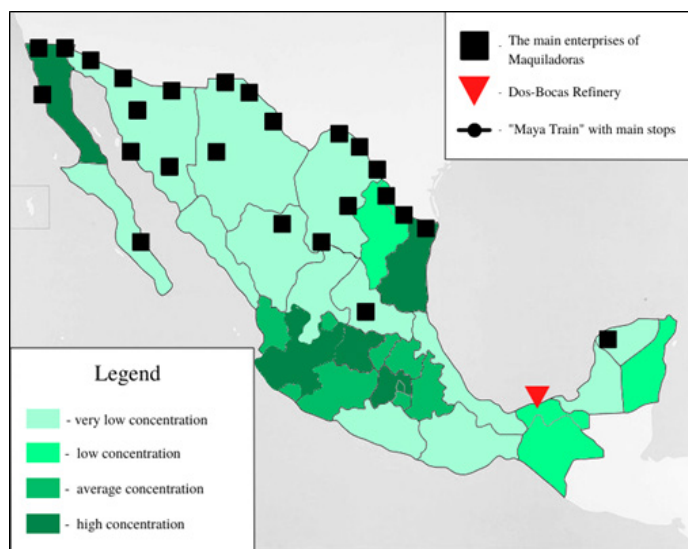 - The main enterprises of
Maquiladoras
- Dos-Bocas Refinery
- "Maya Train" with main stops
Legend
- very low concentration
- low concentration
- average concentration
- high concentration